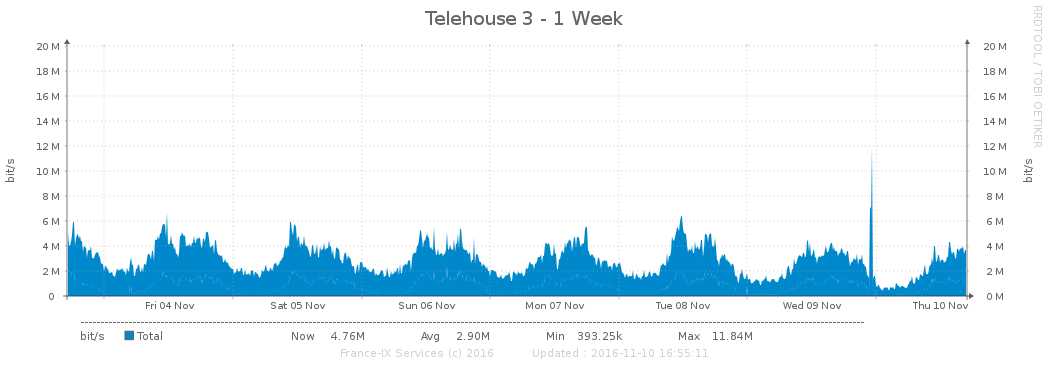 Telehouse 3 - 1 Week
RRDTOOL / TOBI OETIKER
bit/s
bit/s
20 M 20 M
18 M 18 M
16 M 16 M
14 M 14 M
12 M 12 M
10 M 10 M
8 M 8 M
6 M 6 M
4 M 4 M
2 M 2 M
0 0 M
Fri 04 Nov Sat 05 Nov Sun 06 Nov Mon 07 Nov Tue 08 Nov Wed 09 Nov Thu 10 Nov
bit/s Total Now 4.76M Avg 2.90M Min 393.25k Max 11.84M
France-IX Services (c) 2016 Updated : 2016-11-10 16:55:11